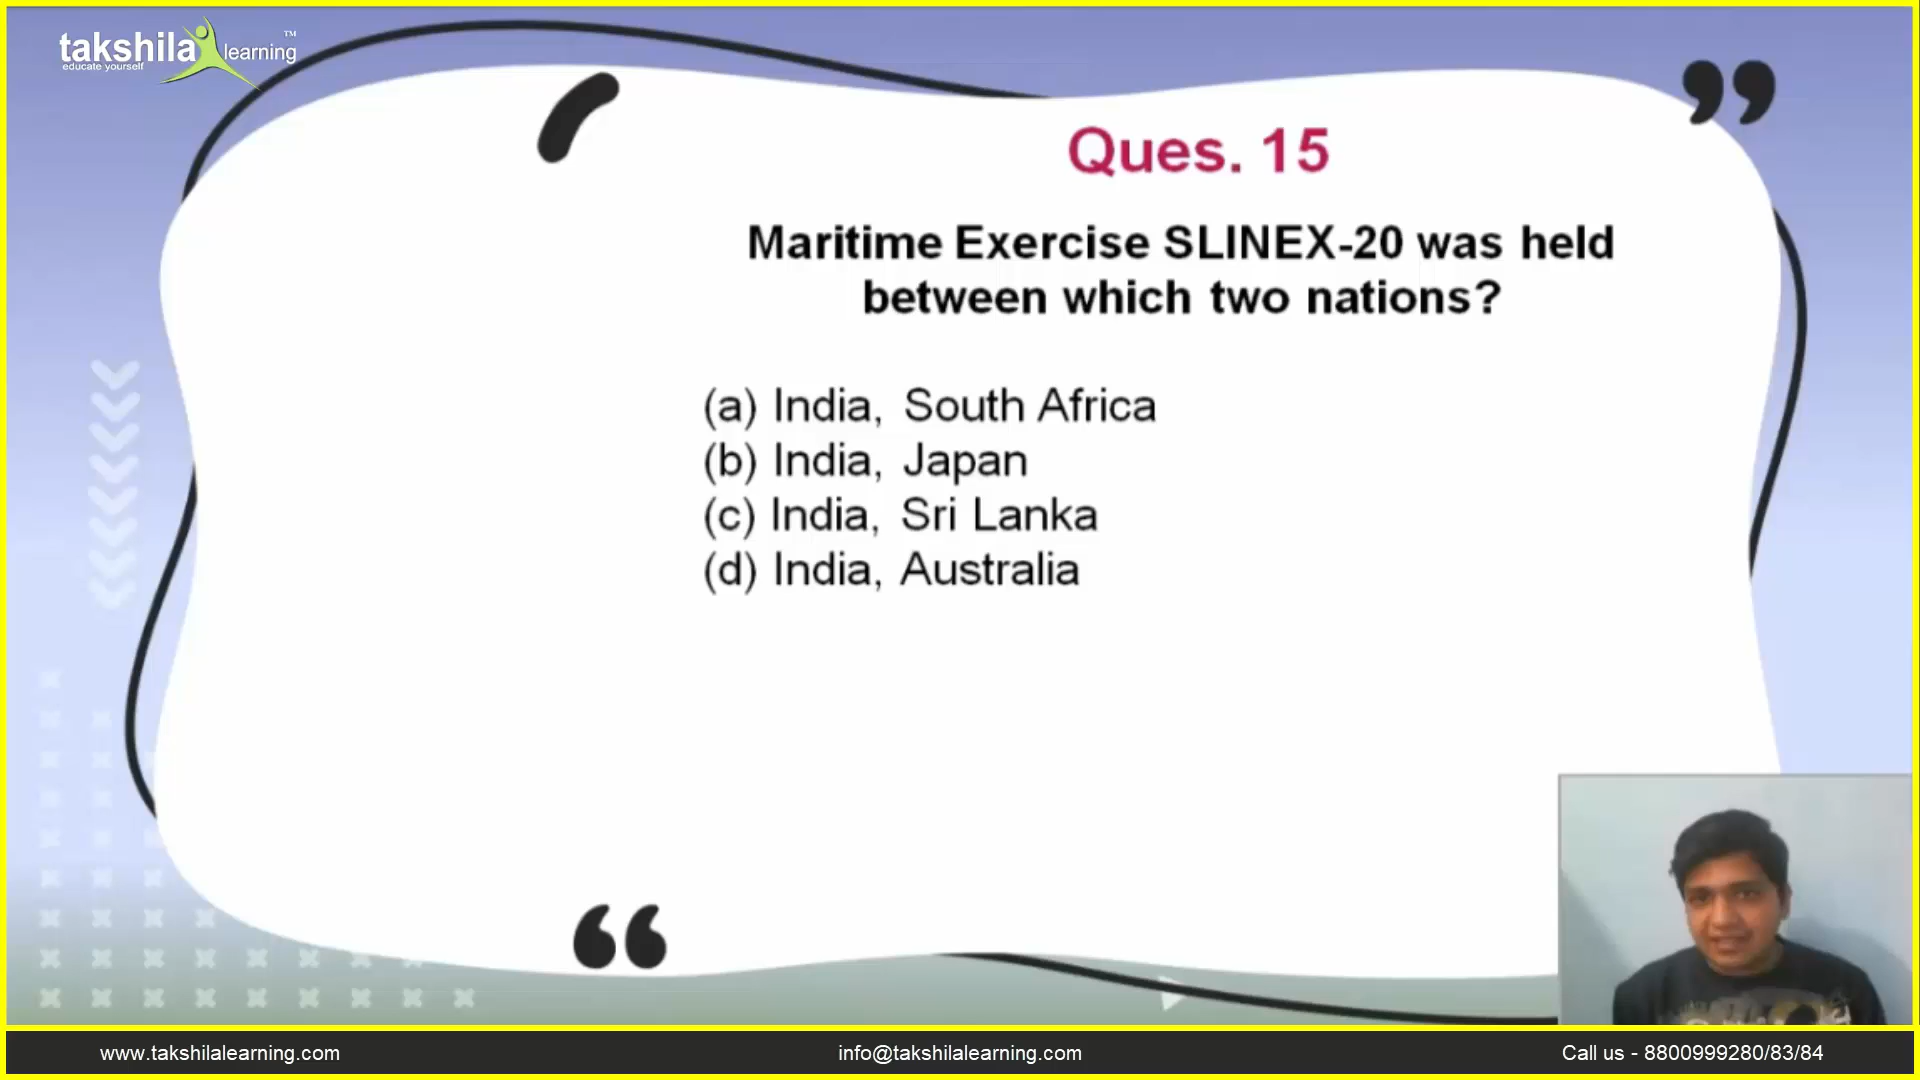 takshila learning ™
educate yourself
Ques. 15
Maritime Exercise SLINEX-20 was held
between which two nations?
(a) India, South Africa
(b) India, Japan
(c) India, Sri Lanka
(d) India, Australia
www.takshilalearning.com
info@takshilalearning.com
Call us - 8800999280/83/84